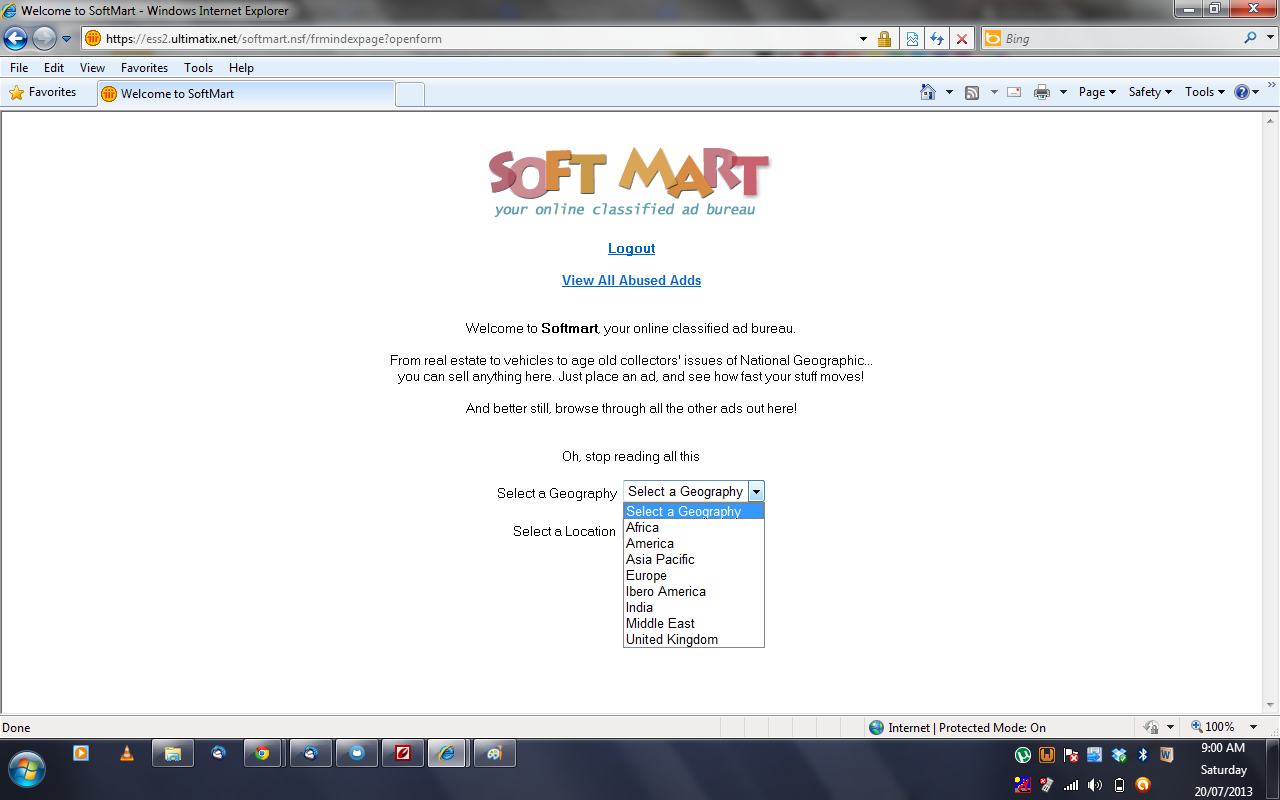 Welcome to SoftMart - Windows Internet Explorer
https://ess2.ultimatix.net/softmart.nsf/frmindexpage?openform
Bing
File Edit View Favorites Tools Help
Favorites
Welcome to SoftMart
Page Safety Tools
SOFT MART
your online classified ad bureau
Logout
View All Abused Adds
Welcome to Softmart, your online classified ad bureau.
From real estate to vehicles to age old collectors' issues of National Geographic...
you can sell anything here. Just place an ad, and see how fast your stuff moves!
And better still, browse through all the other ads out here!
Oh, stop reading all this
Select a Geography Select a Geography
Select a Geography
Africa
Select a Location
America
Asia Pacific
Europe
Ibero America
India
Middle East
United Kingdom
Done
Internet | Protected Mode: On
100%
9:00 AM
Saturday
20/07/2013